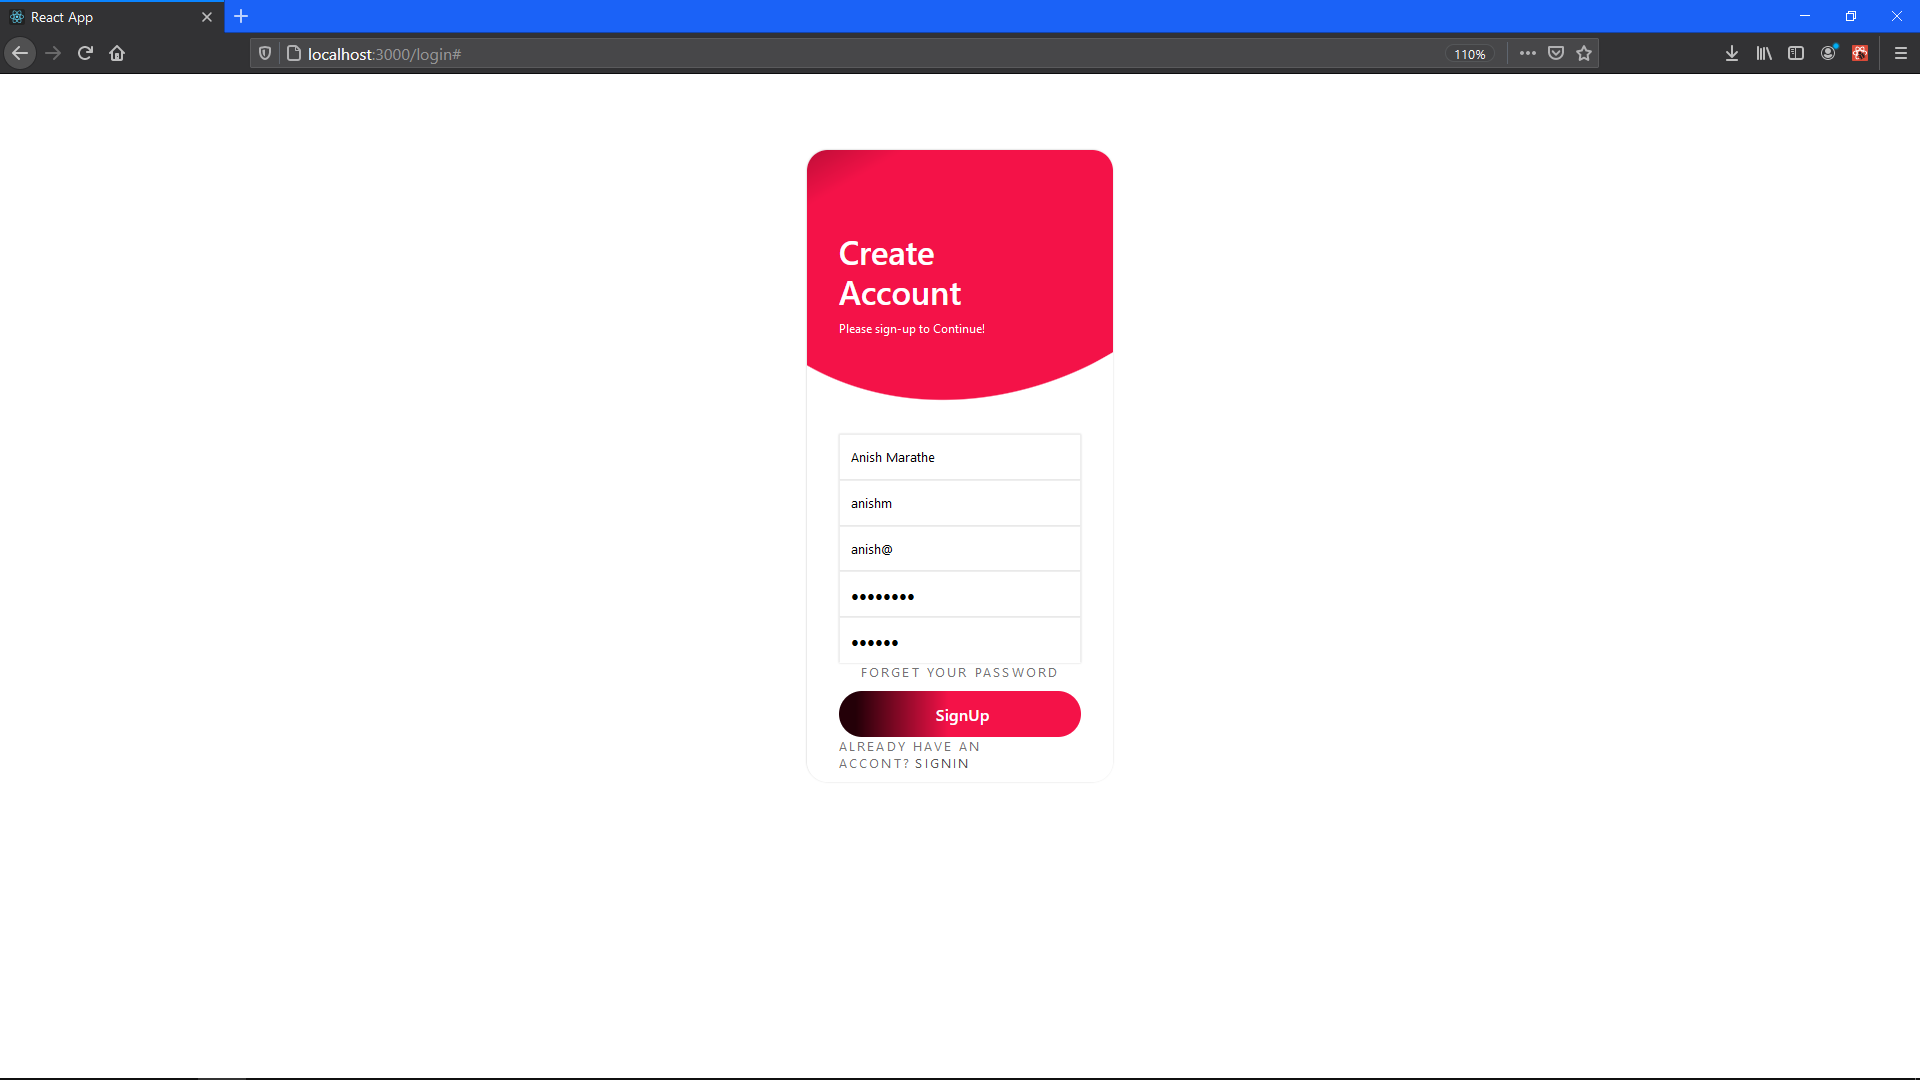 React App
localhost:3000/login#
110%
Create
Account
Please sign-up to Continue!
Anish Marathe
anishm
anish@
••••••••
••••••
FORGET YOUR PASSWORD
SignUp
ALREADY HAVE AN
ACCONT? SIGNIN